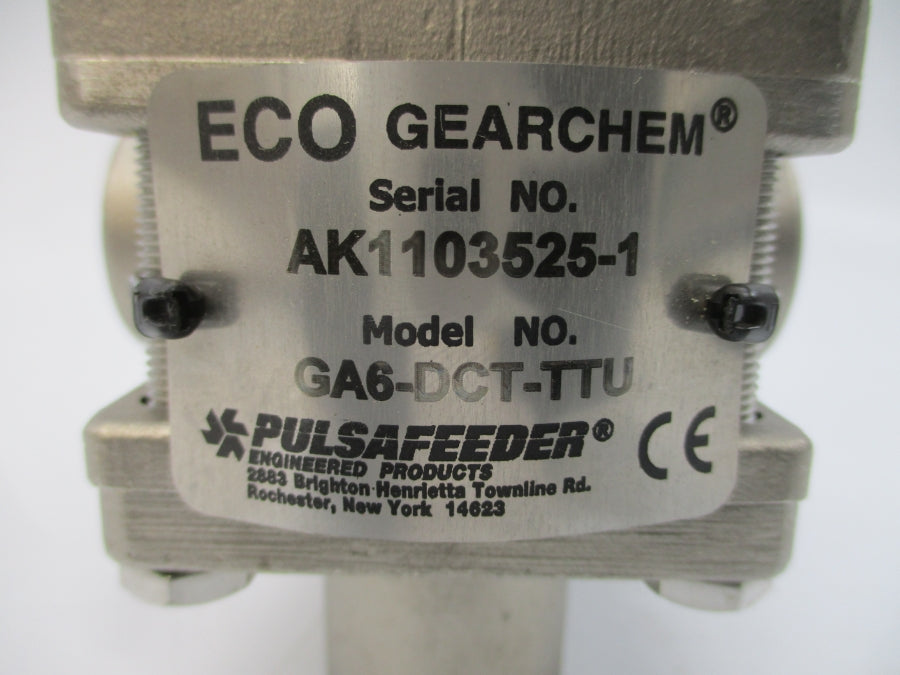 ECO GEARCHEM®
Serial NO.
AK1103525-1
Model NO.
GA6-DCT-TTU
PULSAFEEDER®
ENGINEERED PRODUCTS
CE
2883 Brighton-Henrietta Townline Rd.
Rochester, New York 14623